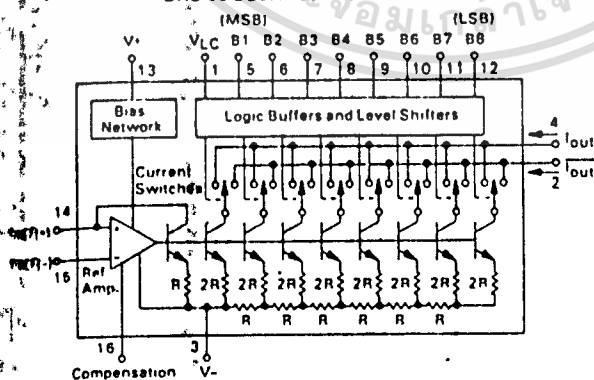 (MSB) (LSB)
V+ VLC B1 B2 B3 B4 B5 B6 B7 B8
13 1 5 6 7 8 9 10 11 12
Bias Network
Logic Buffers and Level Shifters
4
Iout
Current Switches
Iout
2
14
15
Ref Amp.
R 2R 2R 2R 2R 2R 2R 2R 2R
R R R R R R
16
3
Compensation V-